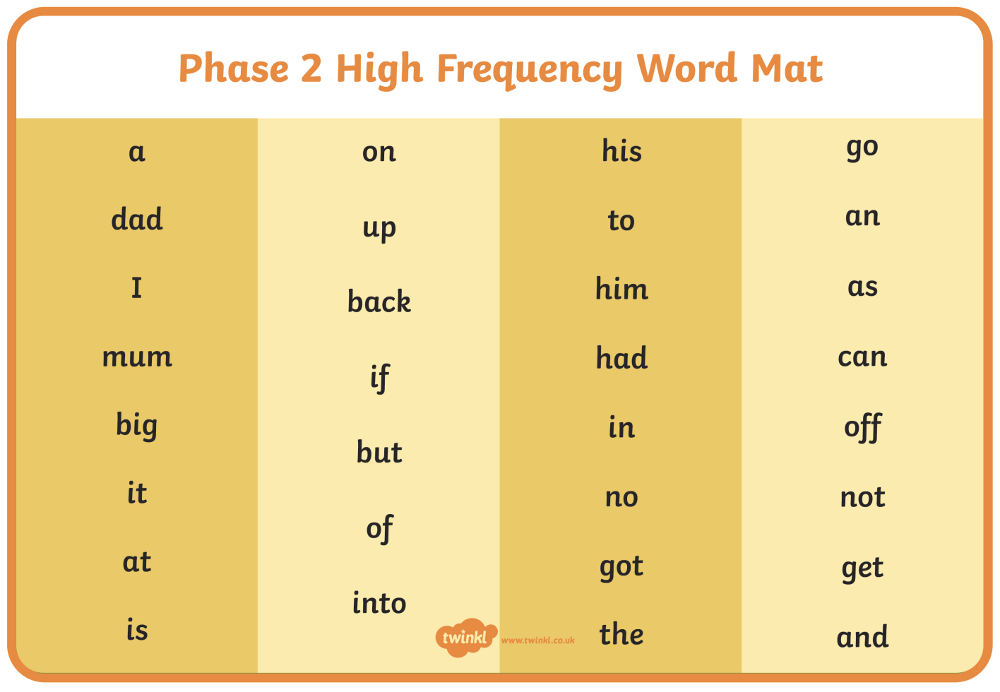 Phase 2 High Frequency Word Mat
a
dad
I
mum
big
it
at
is
on
up
back
if
but
of
into
his
to
him
had
in
no
got
the
go
an
as
can
off
not
get
and
twinkl www.twinkl.co.uk